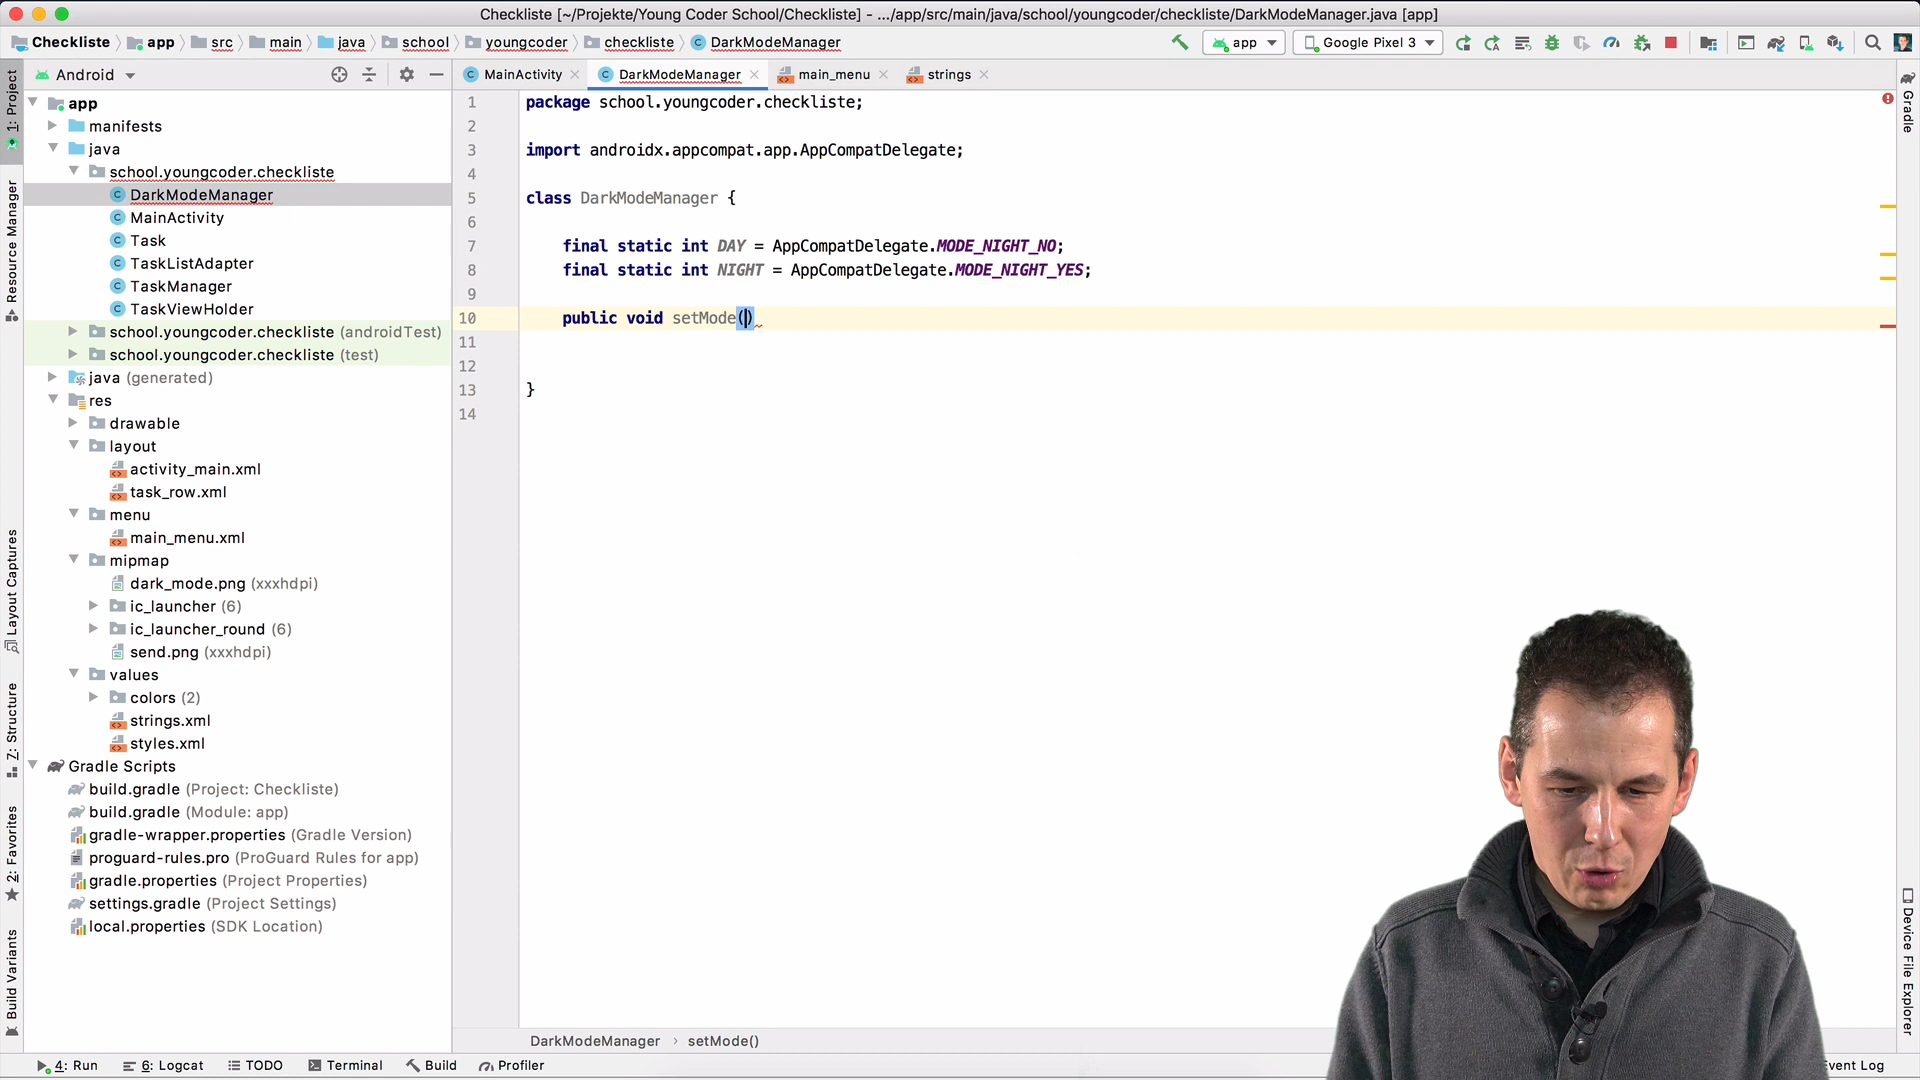 Checkliste [~/Projekte/Young Coder School/Checkliste] - .../app/src/main/java/school/youngcoder/checkliste/DarkModeManager.java [app]
Checkliste app src main java school youngcoder checkliste DarkModeManager app Google Pixel 3
Android MainActivity DarkModeManager main_menu strings
1: Project
Resource Manager
Layout Captures
Z: Structure
2: Favorites
Build Variants
app
manifests
java
school.youngcoder.checkliste
DarkModeManager
MainActivity
Task
TaskListAdapter
TaskManager
TaskViewHolder
school.youngcoder.checkliste (androidTest)
school.youngcoder.checkliste (test)
java (generated)
res
drawable
layout
activity_main.xml
task_row.xml
menu
main_menu.xml
mipmap
dark_mode.png (xxxhdpi)
ic_launcher (6)
ic_launcher_round (6)
send.png (xxxhdpi)
values
colors (2)
strings.xml
styles.xml
Gradle Scripts
build.gradle (Project: Checkliste)
build.gradle (Module: app)
gradle-wrapper.properties (Gradle Version)
proguard-rules.pro (ProGuard Rules for app)
gradle.properties (Project Properties)
settings.gradle (Project Settings)
local.properties (SDK Location)
1 package school.youngcoder.checkliste;
2
3 import androidx.appcompat.app.AppCompatDelegate;
4
5 class DarkModeManager {
6
7 final static int DAY = AppCompatDelegate.MODE_NIGHT_NO;
8 final static int NIGHT = AppCompatDelegate.MODE_NIGHT_YES;
9
10 public void setMode()
11
12
13 }
14
Gradle
Device File Explorer
DarkModeManager › setMode()
4: Run 6: Logcat TODO Terminal Build Profiler vent Log